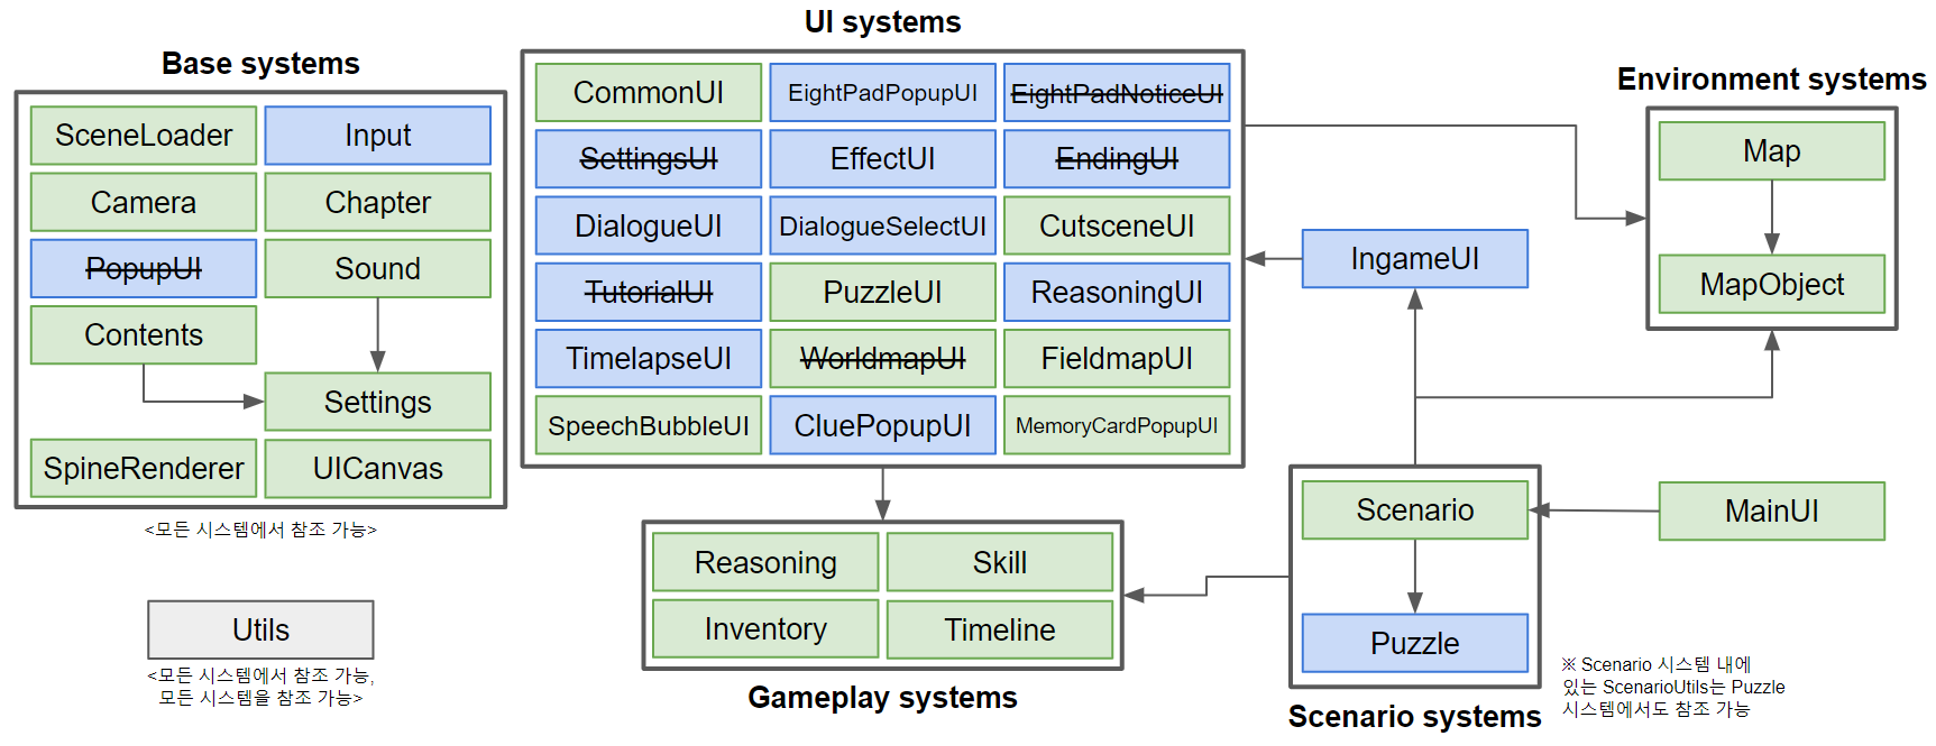 UI systems
Base systems
Environment systems
SceneLoader
Input
Camera
Chapter
PopupUI
Sound
Contents
Settings
SpineRenderer
UICanvas
<모든 시스템에서 참조 가능>
Utils
<모든 시스템에서 참조 가능,
모든 시스템을 참조 가능>
CommonUI
EightPadPopupUI
EightPadNoticeUI
SettingsUI
EffectUI
EndingUI
DialogueUI
DialogueSelectUI
CutsceneUI
TutorialUI
PuzzleUI
ReasoningUI
TimelapseUI
WorldmapUI
FieldmapUI
SpeechBubbleUI
CluePopupUI
MemoryCardPopupUI
Reasoning
Skill
Inventory
Timeline
Gameplay systems
IngameUI
Map
MapObject
Scenario
MainUI
Puzzle
Scenario systems
※ Scenario 시스템 내에
있는 ScenarioUtils는 Puzzle
시스템에서도 참조 가능